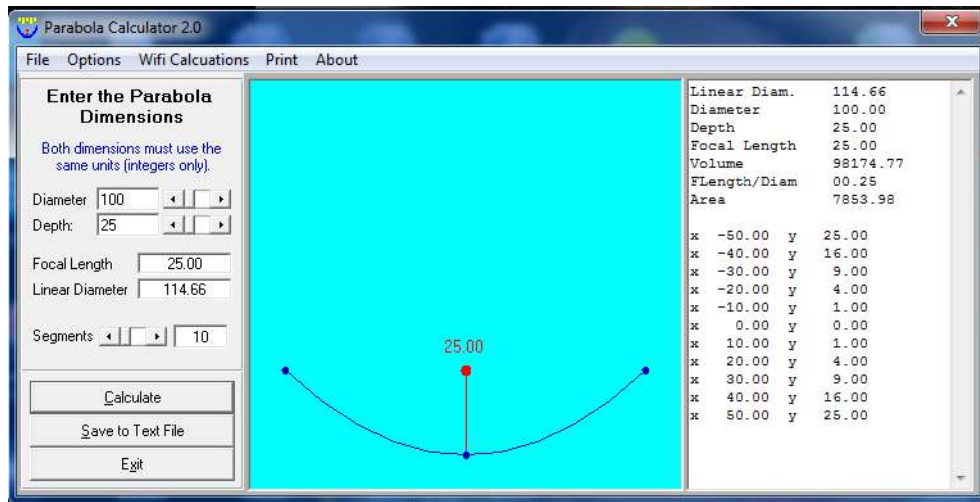 Parabola Calculator 2.0
File Options Wifi Calcuations Print About
Enter the Parabola
Dimensions
Both dimensions must use the
same units (integers only).
Diameter 100
Depth: 25
Focal Length 25.00
Linear Diameter 114.66
Segments 10
Calculate
Save to Text File
Exit
25.00
Linear Diam. 114.66
Diameter 100.00
Depth 25.00
Focal Length 25.00
Volume 98174.77
FLength/Diam 00.25
Area 7853.98
x -50.00 y 25.00
x -40.00 y 16.00
x -30.00 y 9.00
x -20.00 y 4.00
x -10.00 y 1.00
x 0.00 y 0.00
x 10.00 y 1.00
x 20.00 y 4.00
x 30.00 y 9.00
x 40.00 y 16.00
x 50.00 y 25.00